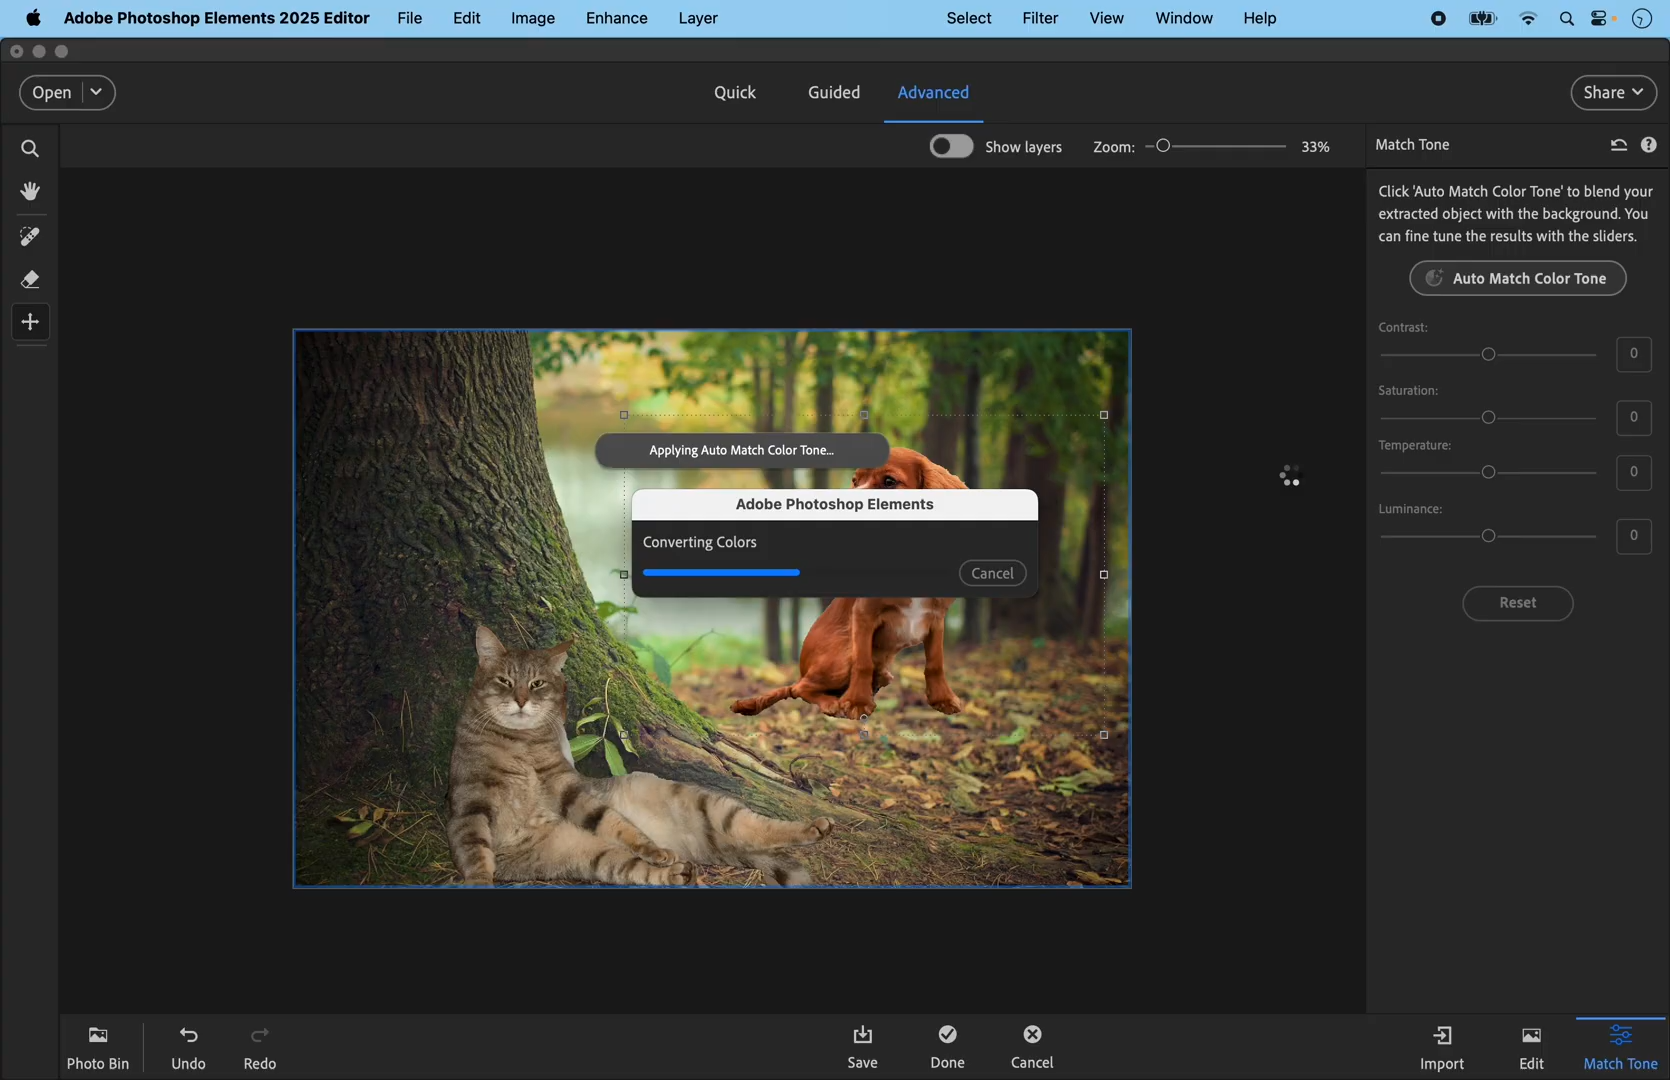 Adobe Photoshop Elements 2025 Editor File Edit Image Enhance Layer Select Filter View Window Help
Open Quick Guided Advanced Share
Show layers Zoom: 33% Match Tone
Click 'Auto Match Color Tone' to blend your
extracted object with the background. You
can fine tune the results with the sliders.
Auto Match Color Tone
Contrast:
0
Saturation:
0
Temperature:
0
Luminance:
0
Reset
Applying Auto Match Color Tone...
Adobe Photoshop Elements
Converting Colors
Cancel
Photo Bin Undo Redo Save Done Cancel Import Edit Match Tone